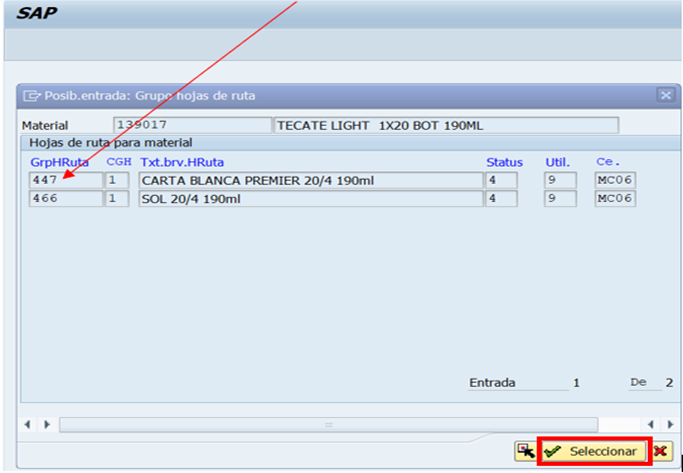 SAP
Posib.entrada: Grupo hojas de ruta
Material 139017 TECATE LIGHT 1X20 BOT 190ML
Hojas de ruta para material
GrpHRuta CGH Txt.brv.HRuta Status Util. Ce.
447 1 CARTA BLANCA PREMIER 20/4 190ml 4 9 MC06
466 1 SOL 20/4 190ml 4 9 MC06
Entrada 1 De 2
Seleccionar